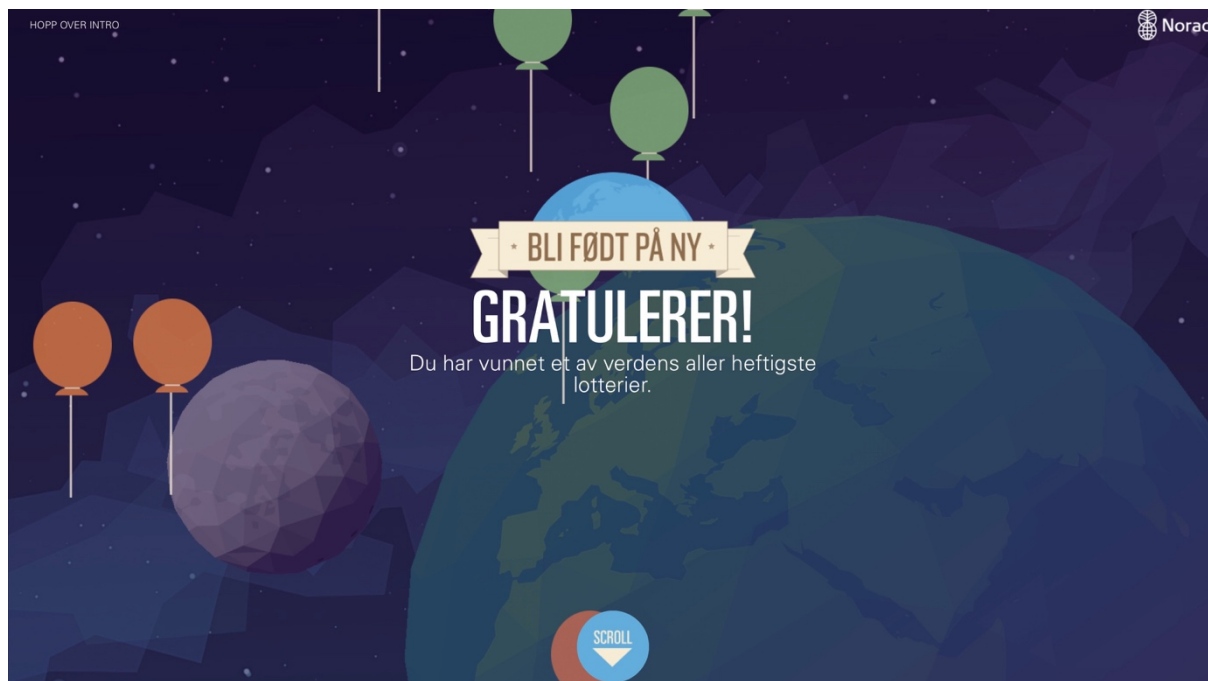 HOPP OVER INTRO
Norad
BLI FØDT PÅ NY
GRATULERER!
Du har vunnet et av verdens aller heftigste
lotterier.
SCROLL